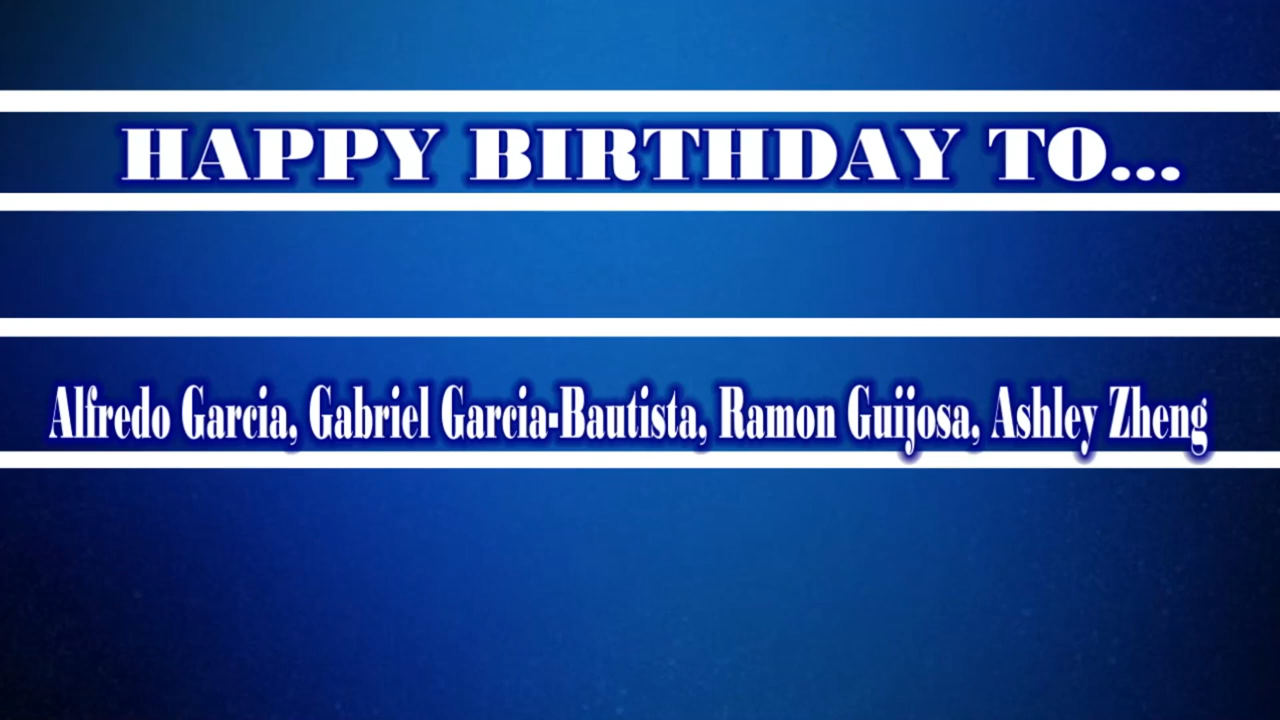 HAPPY BIRTHDAY TO...
Alfredo Garcia, Gabriel Garcia-Bautista, Ramon Guijosa, Ashley Zheng